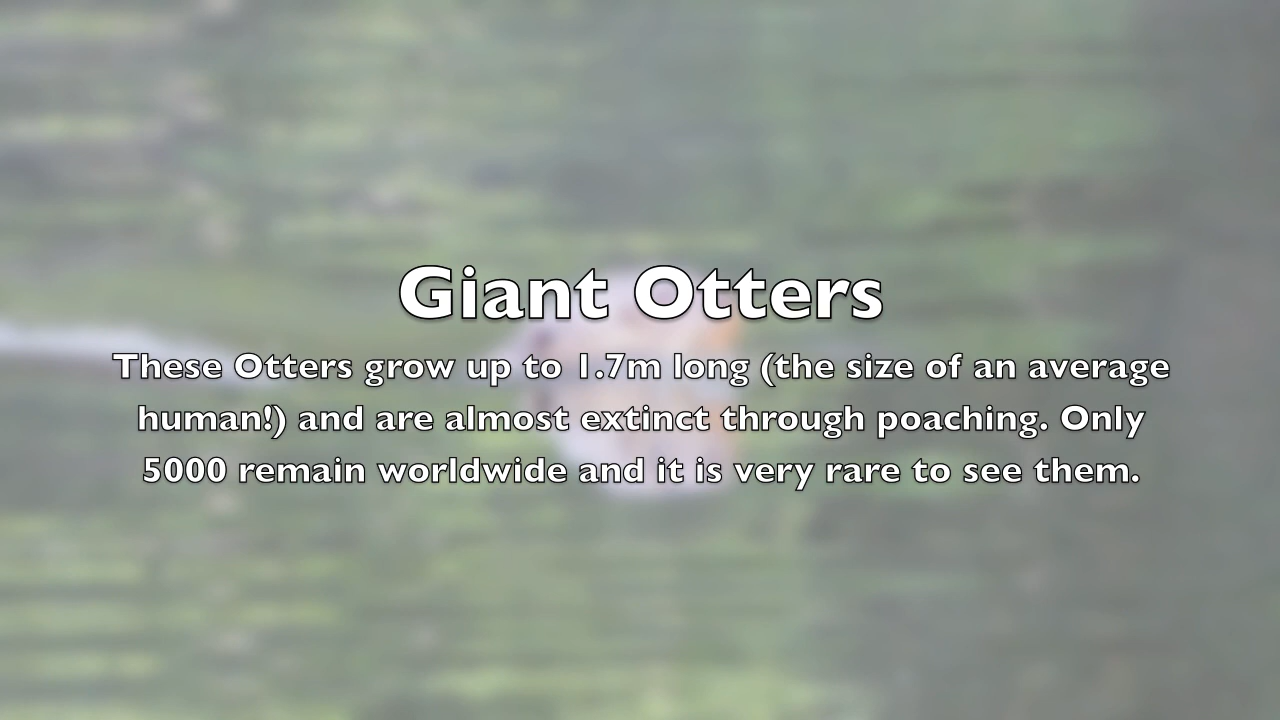 Giant Otters
These Otters grow up to 1.7m long (the size of an average
human!) and are almost extinct through poaching. Only
5000 remain worldwide and it is very rare to see them.